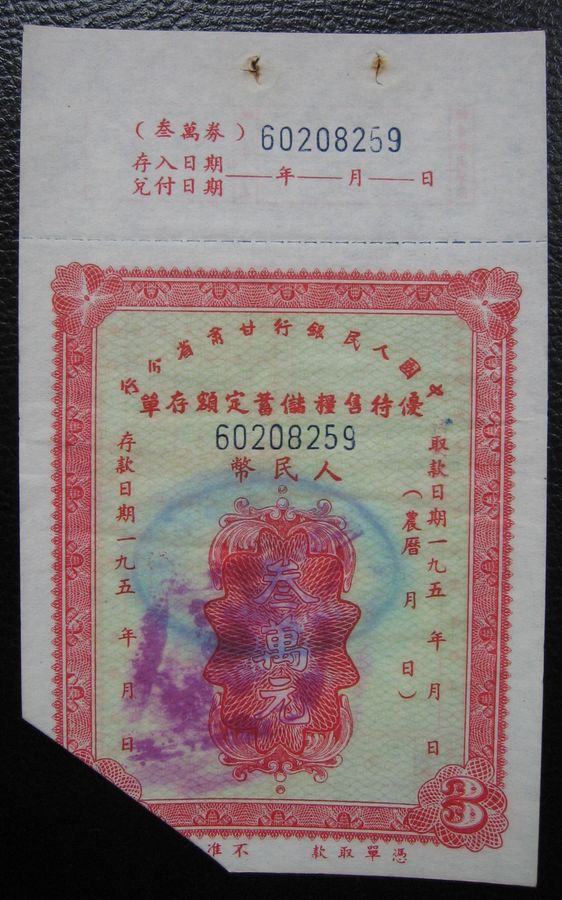 （叁萬券）60208259
存入日期
兌付日期——年——月——日
中國人民銀行甘肅省分行
優待售糧儲蓄定額存單
60208259
人民幣
取款日期一九五 年 月 日
（農曆 月 日）
叁萬元
存款日期一九五 年 月 日
3
憑單取款 不准